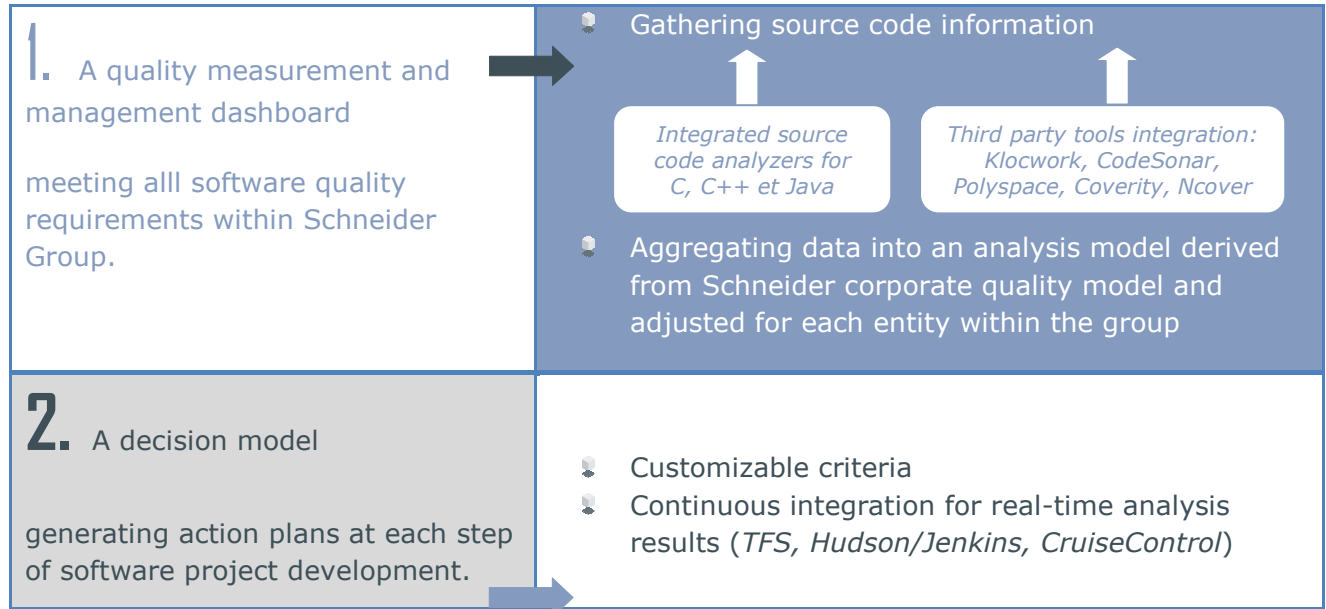 1. A quality measurement and
management dashboard
meeting alll software quality
requirements within Schneider
Group.
Gathering source code information
Integrated source
code analyzers for
C, C++ et Java
Third party tools integration:
Klocwork, CodeSonar,
Polyspace, Coverity, Ncover
Aggregating data into an analysis model derived
from Schneider corporate quality model and
adjusted for each entity within the group
2. A decision model
generating action plans at each step
of software project development.
Customizable criteria
Continuous integration for real-time analysis
results (TFS, Hudson/Jenkins, CruiseControl)